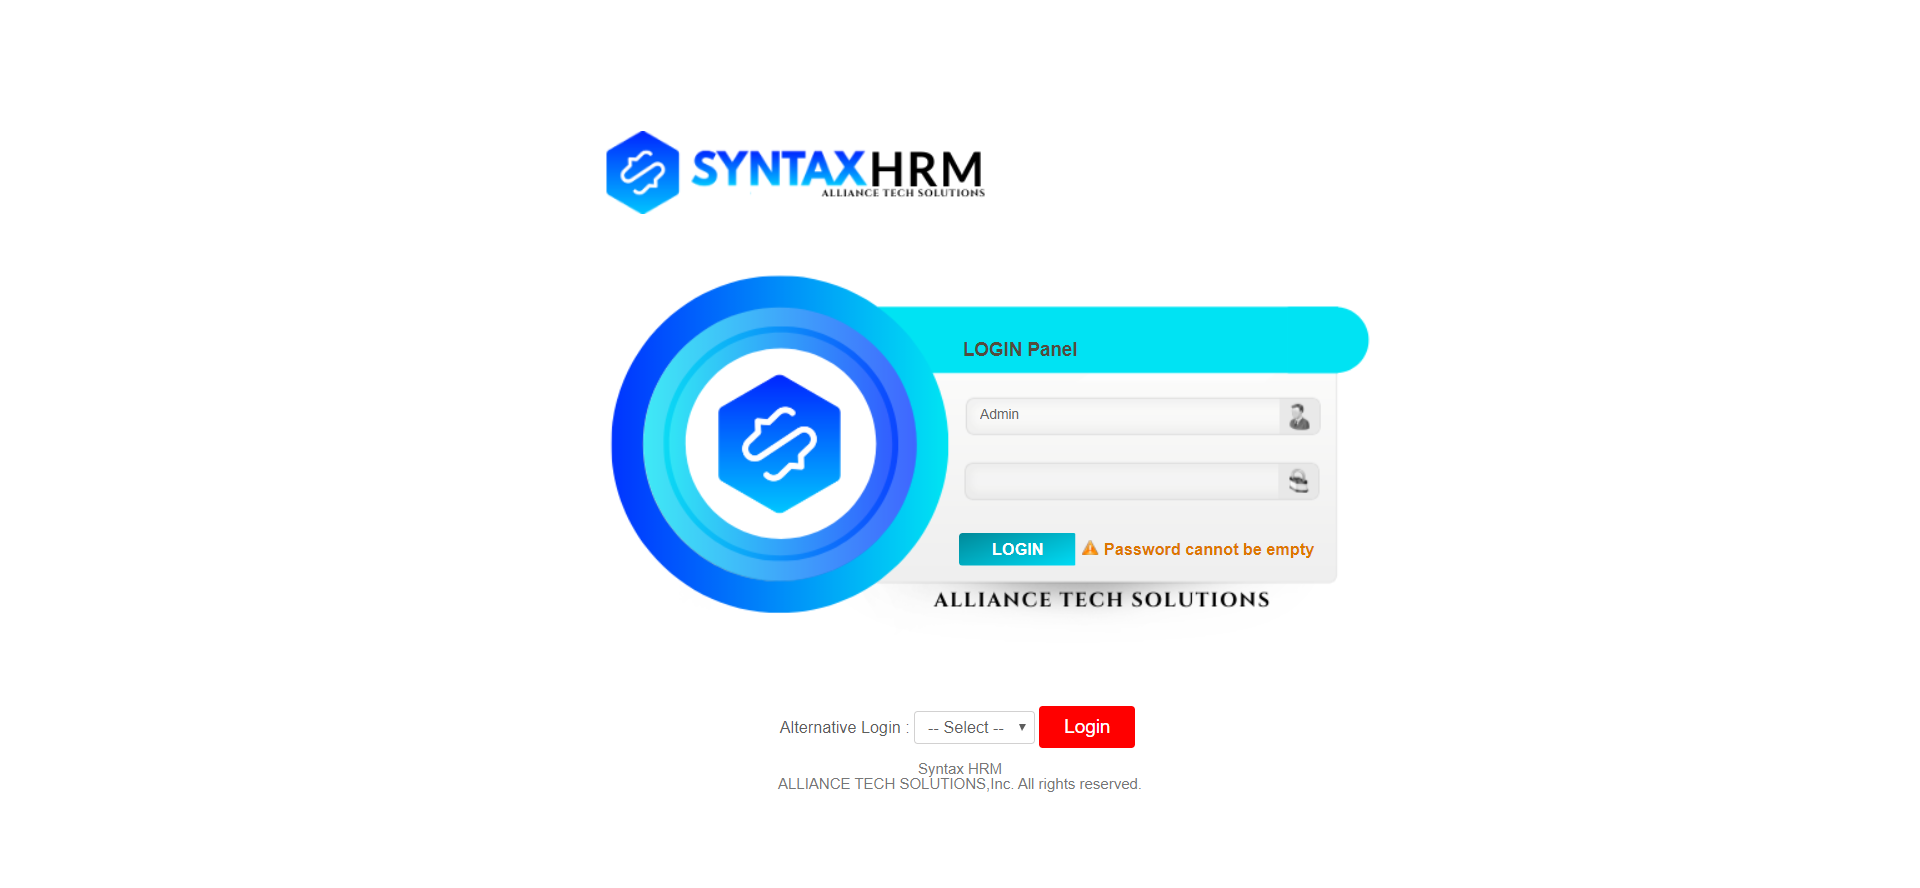 SYNTAXHRM
ALLIANCE TECH SOLUTIONS
LOGIN Panel
Admin
LOGIN
Password cannot be empty
ALLIANCE TECH SOLUTIONS
Alternative Login : -- Select -- Login
Syntax HRM
ALLIANCE TECH SOLUTIONS,Inc. All rights reserved.